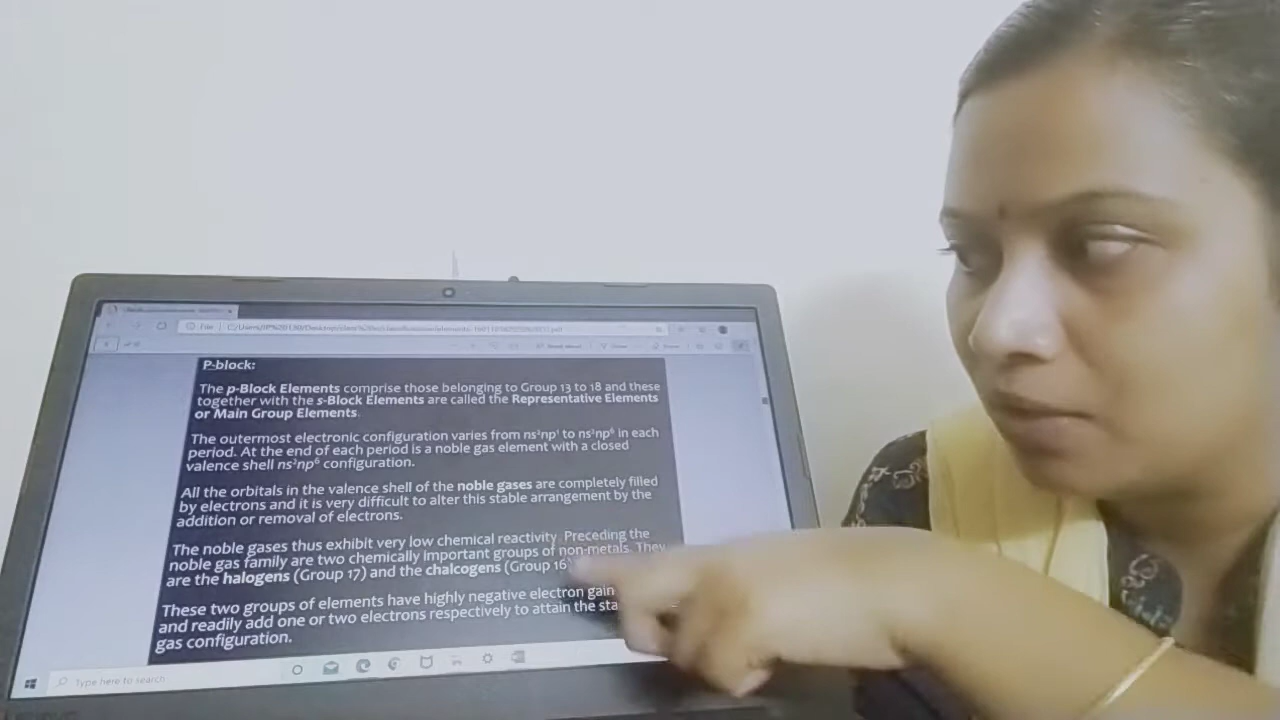 File
P-block:
The p-Block Elements comprise those belonging to Group 13 to 18 and these
together with the s-Block Elements are called the Representative Elements
or Main Group Elements.
The outermost electronic configuration varies from ns²np¹ to ns²np⁶ in each
period. At the end of each period is a noble gas element with a closed
valence shell ns²np⁶ configuration.
All the orbitals in the valence shell of the noble gases are completely filled
by electrons and it is very difficult to alter this stable arrangement by the
addition or removal of electrons.
The noble gases thus exhibit very low chemical reactivity. Preceding the
noble gas family are two chemically important groups of non-metals. They
are the halogens (Group 17) and the chalcogens (Group 16)
These two groups of elements have highly negative electron gain
and readily add one or two electrons respectively to attain the sta
gas configuration.
Type here to search